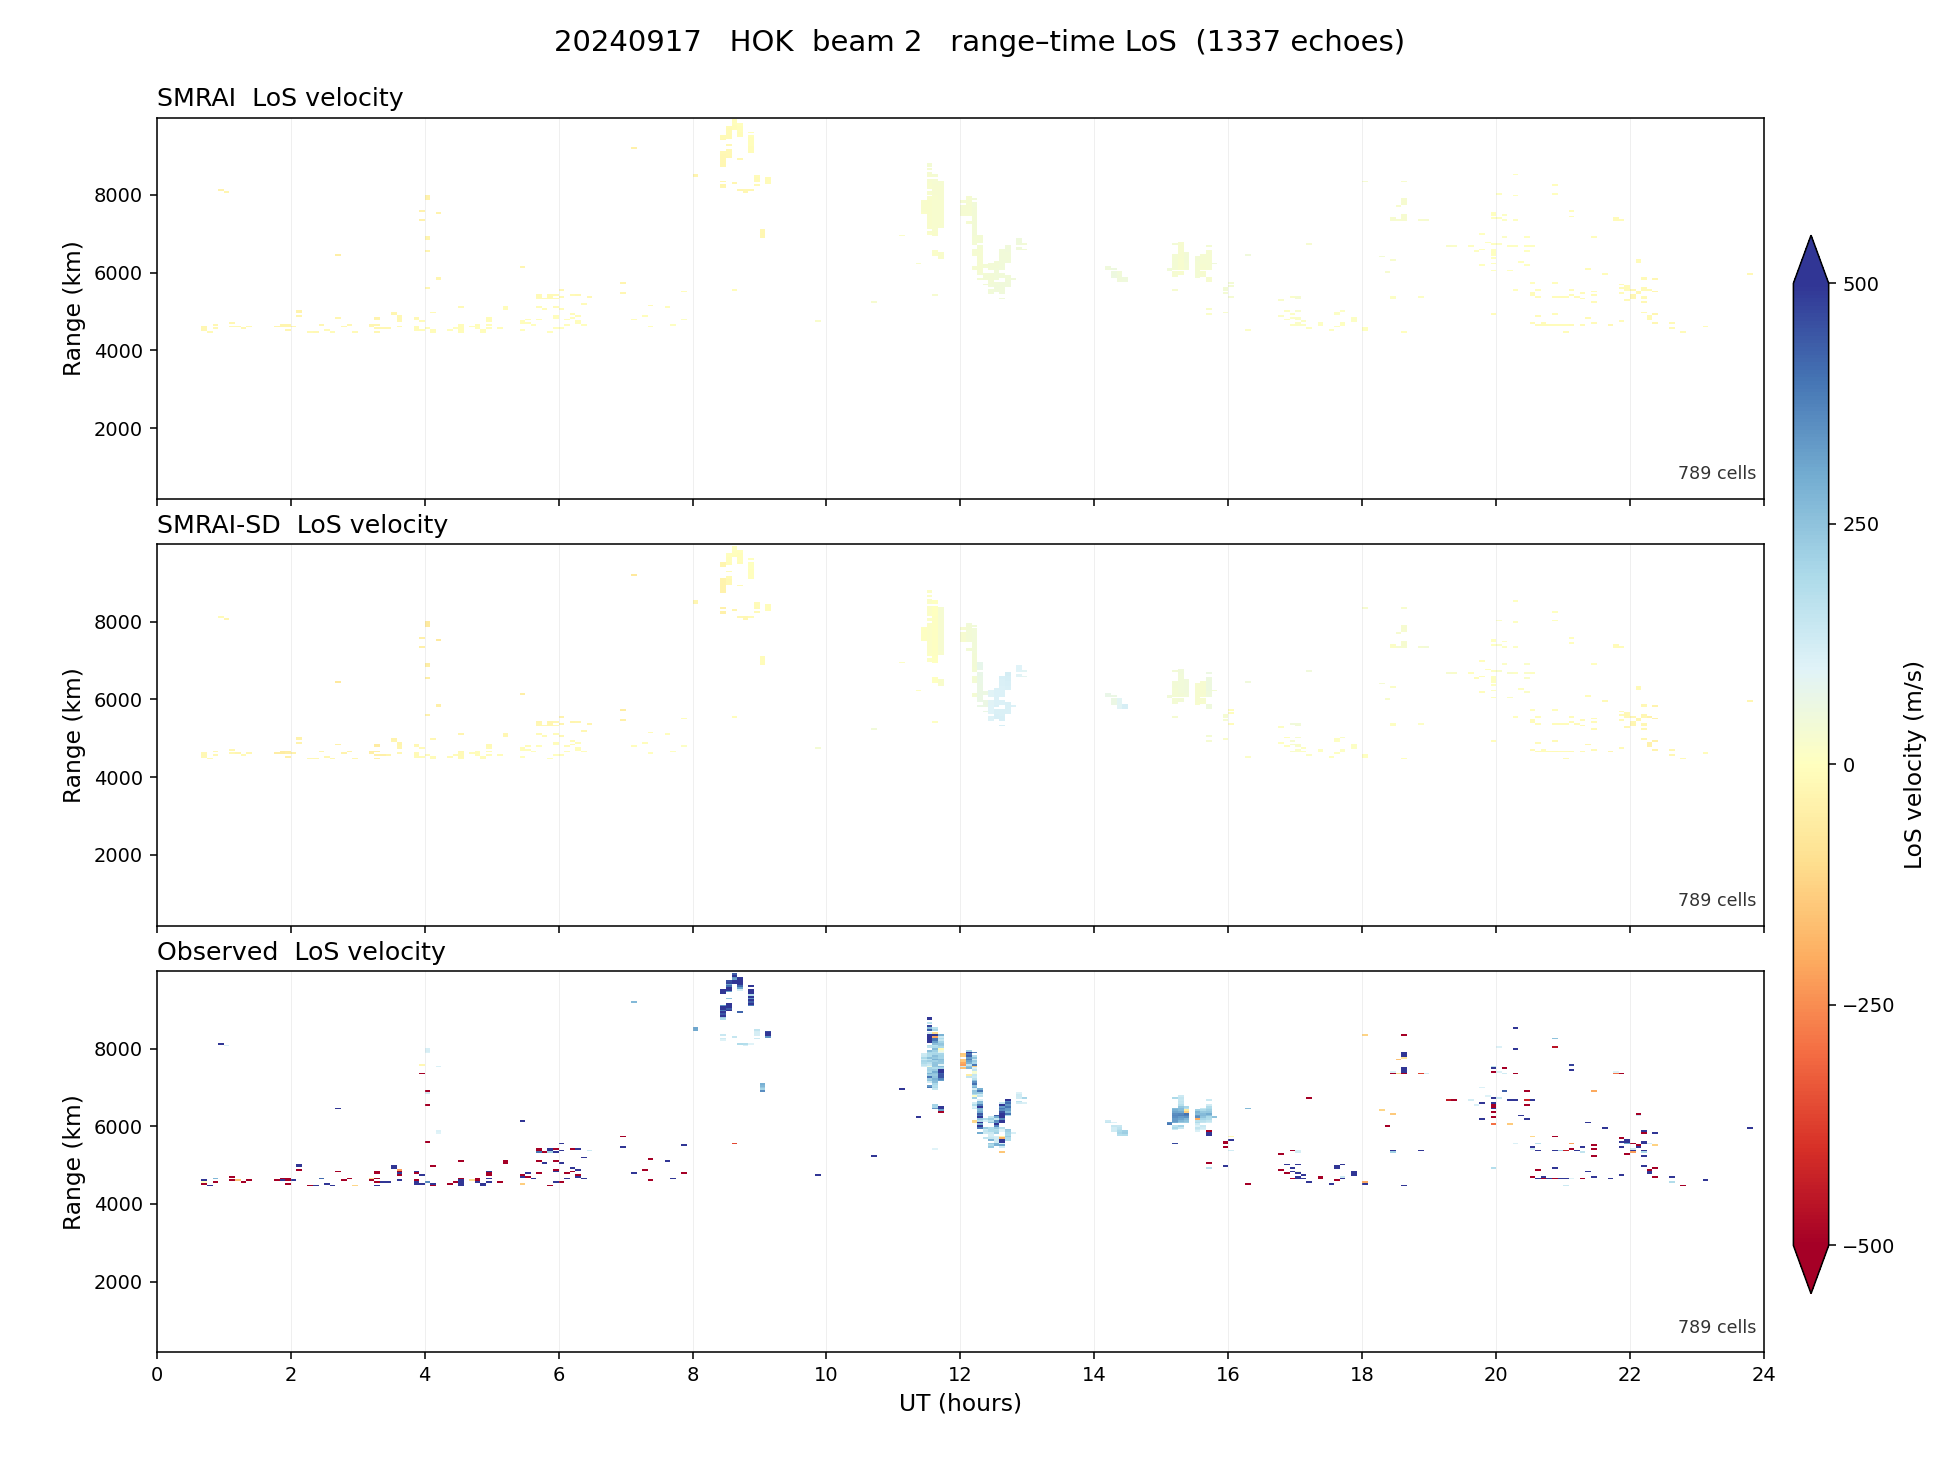 20240917   HOK  beam 2   range–time LoS  (1337 echoes)
SMRAI  LoS velocity
8000
6000
4000
2000
Range (km)
789 cells
SMRAI-SD  LoS velocity
8000
6000
4000
2000
Range (km)
789 cells
Observed  LoS velocity
8000
6000
4000
2000
Range (km)
789 cells
0 2 4 6 8 10 12 14 16 18 20 22 24
UT (hours)
500
250
0
−250
−500
LoS velocity (m/s)